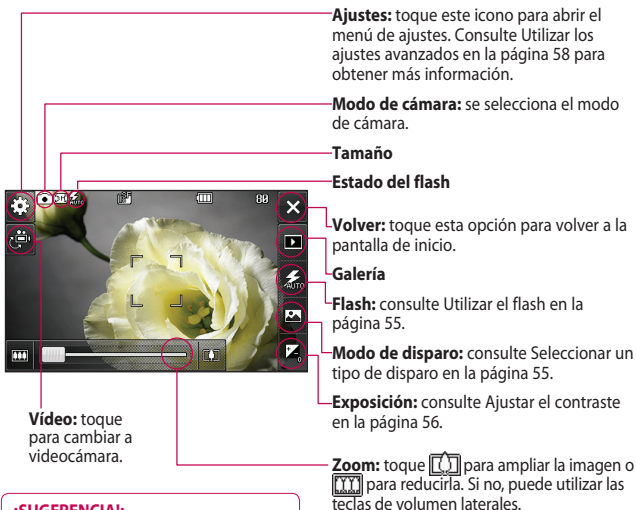 Ajustes: toque este icono para abrir el
menú de ajustes. Consulte Utilizar los
ajustes avanzados en la página 58 para
obtener más información.
Modo de cámara: se selecciona el modo
de cámara.
Tamaño
Estado del flash
3M AUTO 80
Volver: toque esta opción para volver a la
pantalla de inicio.
Galería
AUTO
Flash: consulte Utilizar el flash en la
página 55.
Modo de disparo: consulte Seleccionar un
tipo de disparo en la página 55.
0
Exposición: consulte Ajustar el contraste
en la página 56.
Vídeo: toque
para cambiar a
videocámara.
Zoom: toque para ampliar la imagen o
para reducirla. Si no, puede utilizar las
teclas de volumen laterales.
¡SUGERENCIA!: